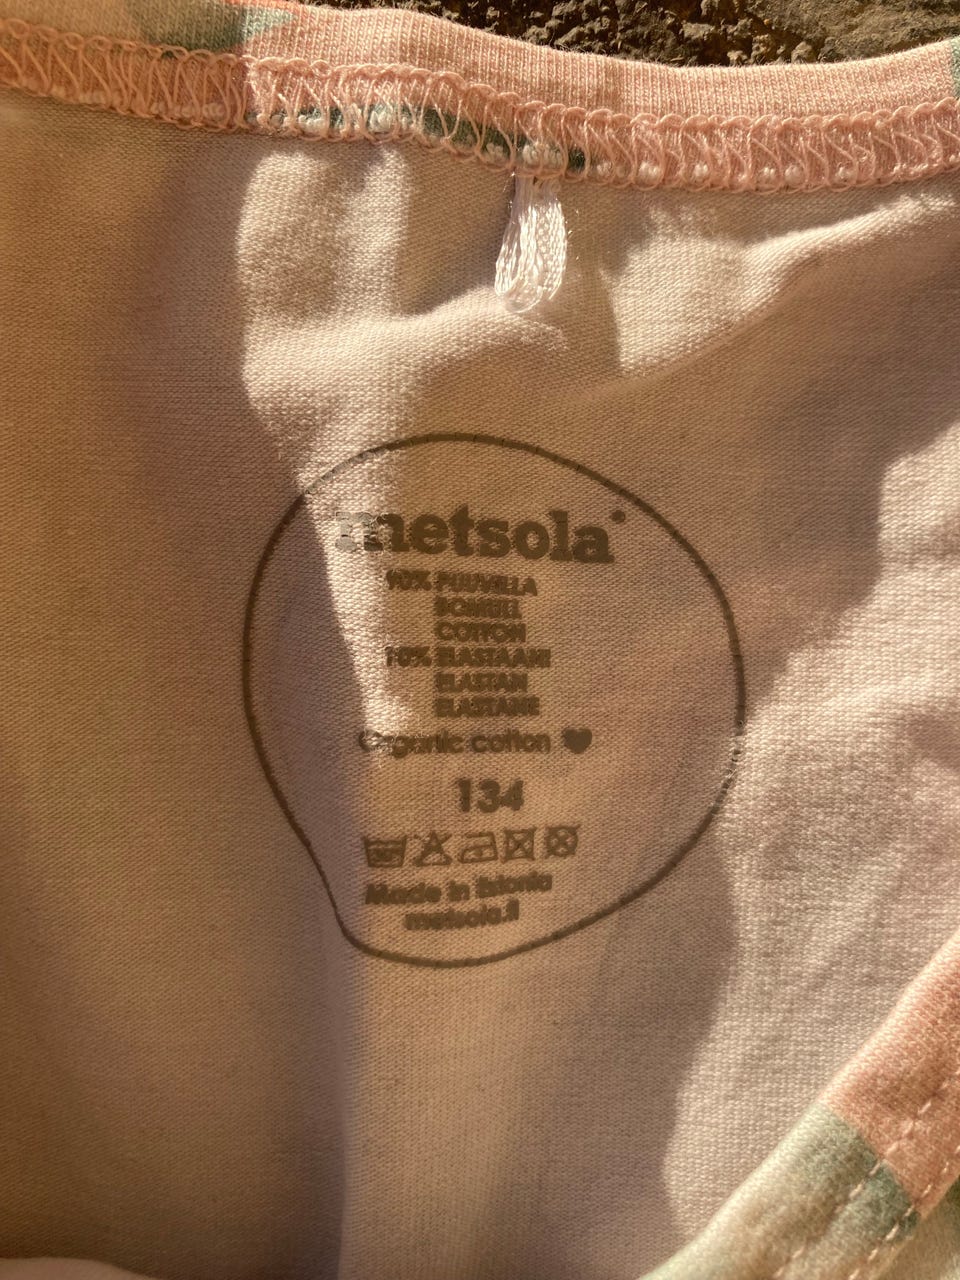 metsola
90% PUUVILLA
BOMULL
COTTON
10% ELASTAANI
ELASTAN
ELASTANE
Organic cotton ♥
134
Made in Estonia
metsola.fi